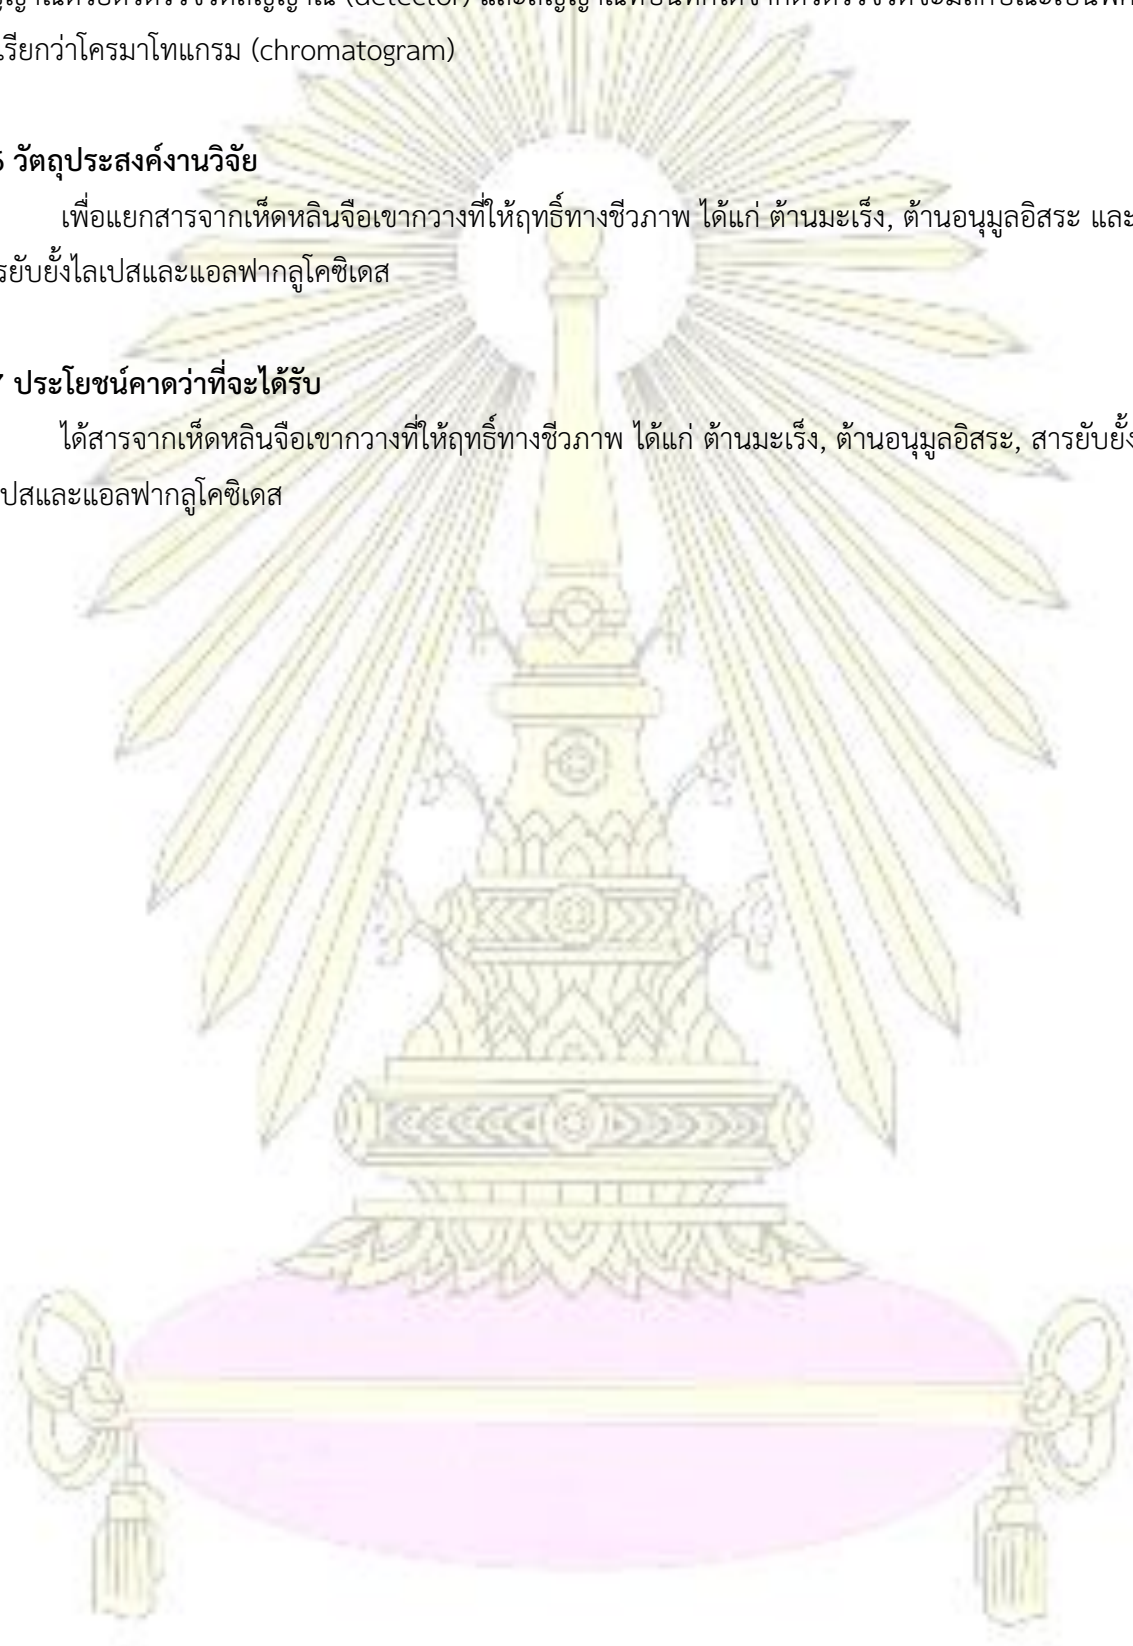 (detector)
เรียกว่าโครมาโทแกรม (chromatogram)
วัตถุประสงค์งานวิจัย
เพื่อแยกสารจากเห็ดหลินจือเขากวางที่ให้ฤทธิ์ทางชีวภาพ ได้แก่ ต้านมะเร็ง, ต้านอนุมูลอิสระ และ
รยับยั้งไลเปสและแอลฟากลูโคซิเดส
ประโยชน์คาดว่าที่จะได้รับ
ได้สารจากเห็ดหลินจือเขากวางที่ให้ฤทธิ์ทางชีวภาพ ได้แก่ ต้านมะเร็ง, ต้านอนุมูลอิสระ, สารยับยั้ง
เปสและแอลฟากลูโคซิเดส